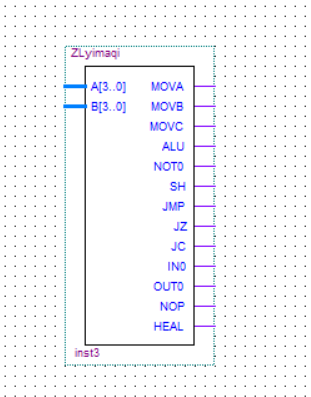 ZLyimaqi
A[3..0] MOVA
B[3..0] MOVB
MOVC
ALU
NOT0
SH
JMP
JZ
JC
IN0
OUT0
NOP
HEAL
inst3